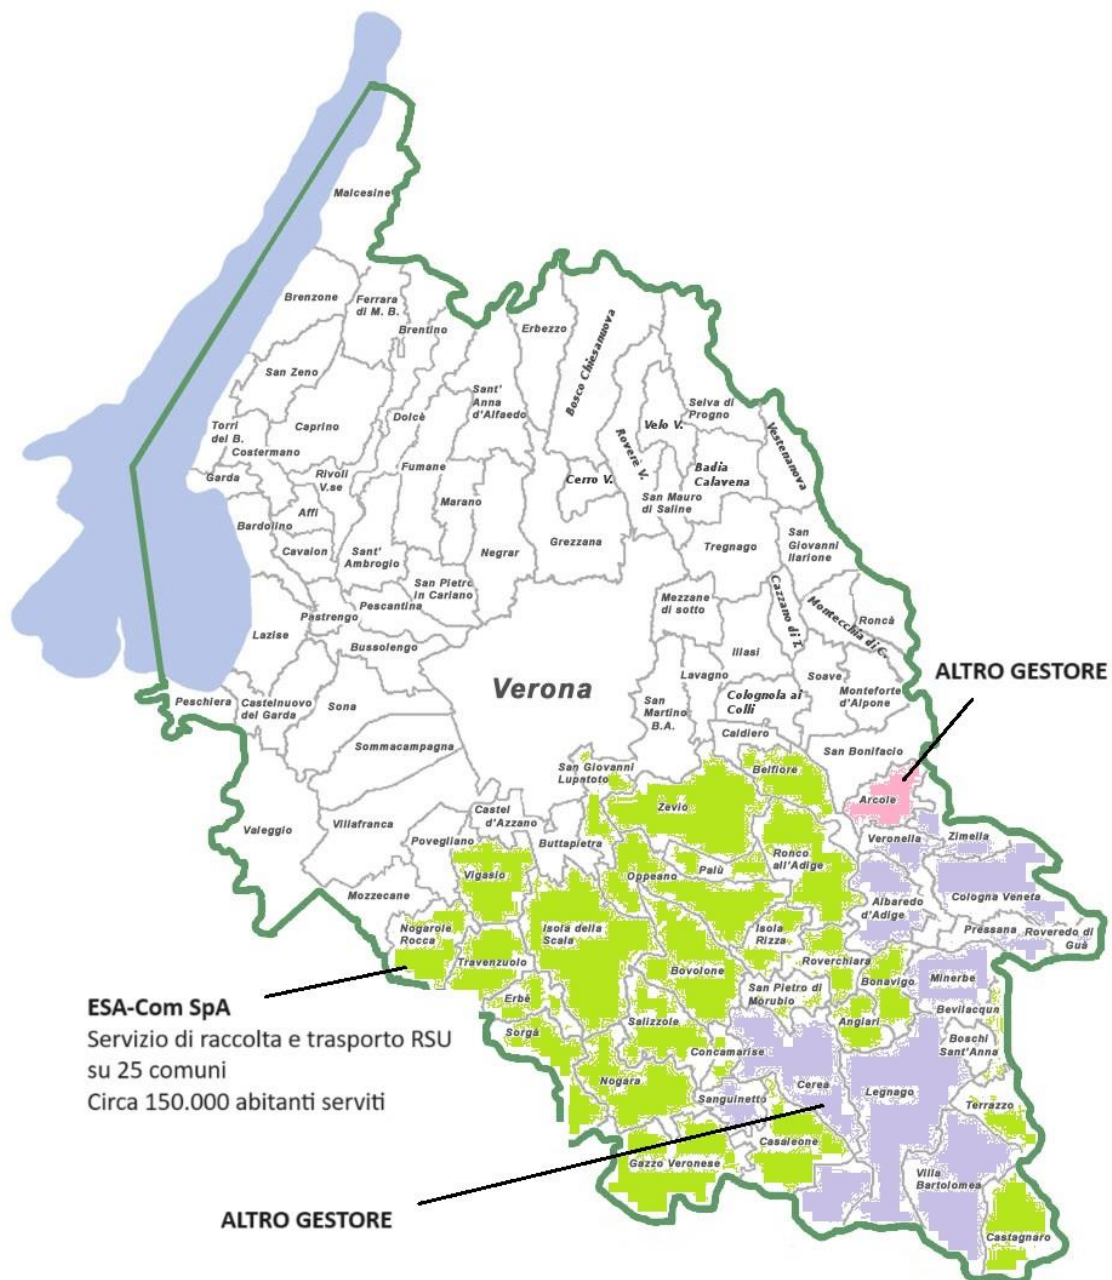 Malcesine
Brenzone
Ferrara
di M. B.
Brentino
Erbezzo
Bosco Chiesanuova
San Zeno
Sant'
Anna
d'Alfaedo
Selva di
Progno
Torri
del B.
Caprino
Dolcè
Velo V.
Vestenanova
Costermano
Roverè V.
Garda
Rivoli
V.se
Fumane
Cerro V.
Badia
Calavena
Affi
Marano
San Mauro
di Saline
Bardolino
Cavaion
Sant'
Ambrogio
Negrar
Grezzana
Tregnago
San
Giovanni
Ilarione
San Pietro
in Cariano
Pescantina
Pastrengo
Mezzane
di sotto
Cazzano di T.
Montecchia di C.
Roncà
Lazise
Bussolengo
Illasi
ALTRO GESTORE
Verona
Lavagno
Soave
Peschiera
Castelnuovo
del Garda
Sona
San
Martino
B.A.
Colognola ai
Colli
Monteforte
d'Alpone
Sommacampagna
Caldiero
San Bonifacio
San Giovanni
Lupatoto
Belfiore
Valeggio
Villafranca
Castel
d'Azzano
Zevio
Arcole
Povegliano
Buttapietra
Veronella
Zimella
Mozzecane
Vigasio
Oppeano
Palù
Ronco
all'Adige
Albaredo
d'Adige
Cologna Veneta
Nogarole
Rocca
Isola della
Scala
Isola
Rizza
Pressana
Roveredo di
Guà
Travenzuolo
Bovolone
Roverchiara
Bonavigo
Minerbe
ESA-Com SpA
Servizio di raccolta e trasporto RSU
su 25 comuni
Circa 150.000 abitanti serviti
Erbè
San Pietro di
Morubio
Bevilacqua
Sorgà
Salizzole
Angiari
Boschi
Sant'Anna
Concamarise
Nogara
Sanguinetto
Cerea
Legnago
Terrazzo
Casaleone
Gazzo Veronese
Villa
Bartolomea
ALTRO GESTORE
Castagnaro